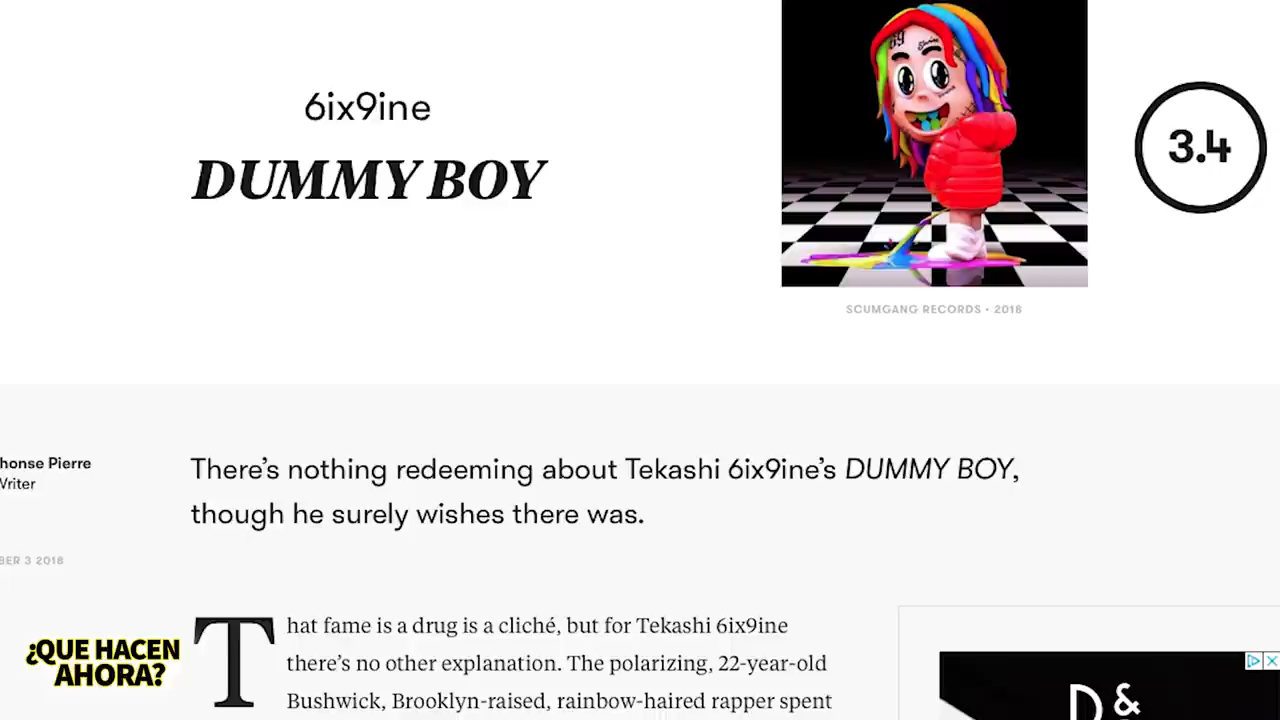 6ix9ine
DUMMY BOY
69
3.4
SCUMGANG RECORDS • 2018
honse Pierre
Writer
BER 3 2018
There's nothing redeeming about Tekashi 6ix9ine's DUMMY BOY,
though he surely wishes there was.
That fame is a drug is a cliché, but for Tekashi 6ix9ine
there's no other explanation. The polarizing, 22-year-old
Bushwick, Brooklyn-raised, rainbow-haired rapper spent
¿QUE HACEN
AHORA?
D &